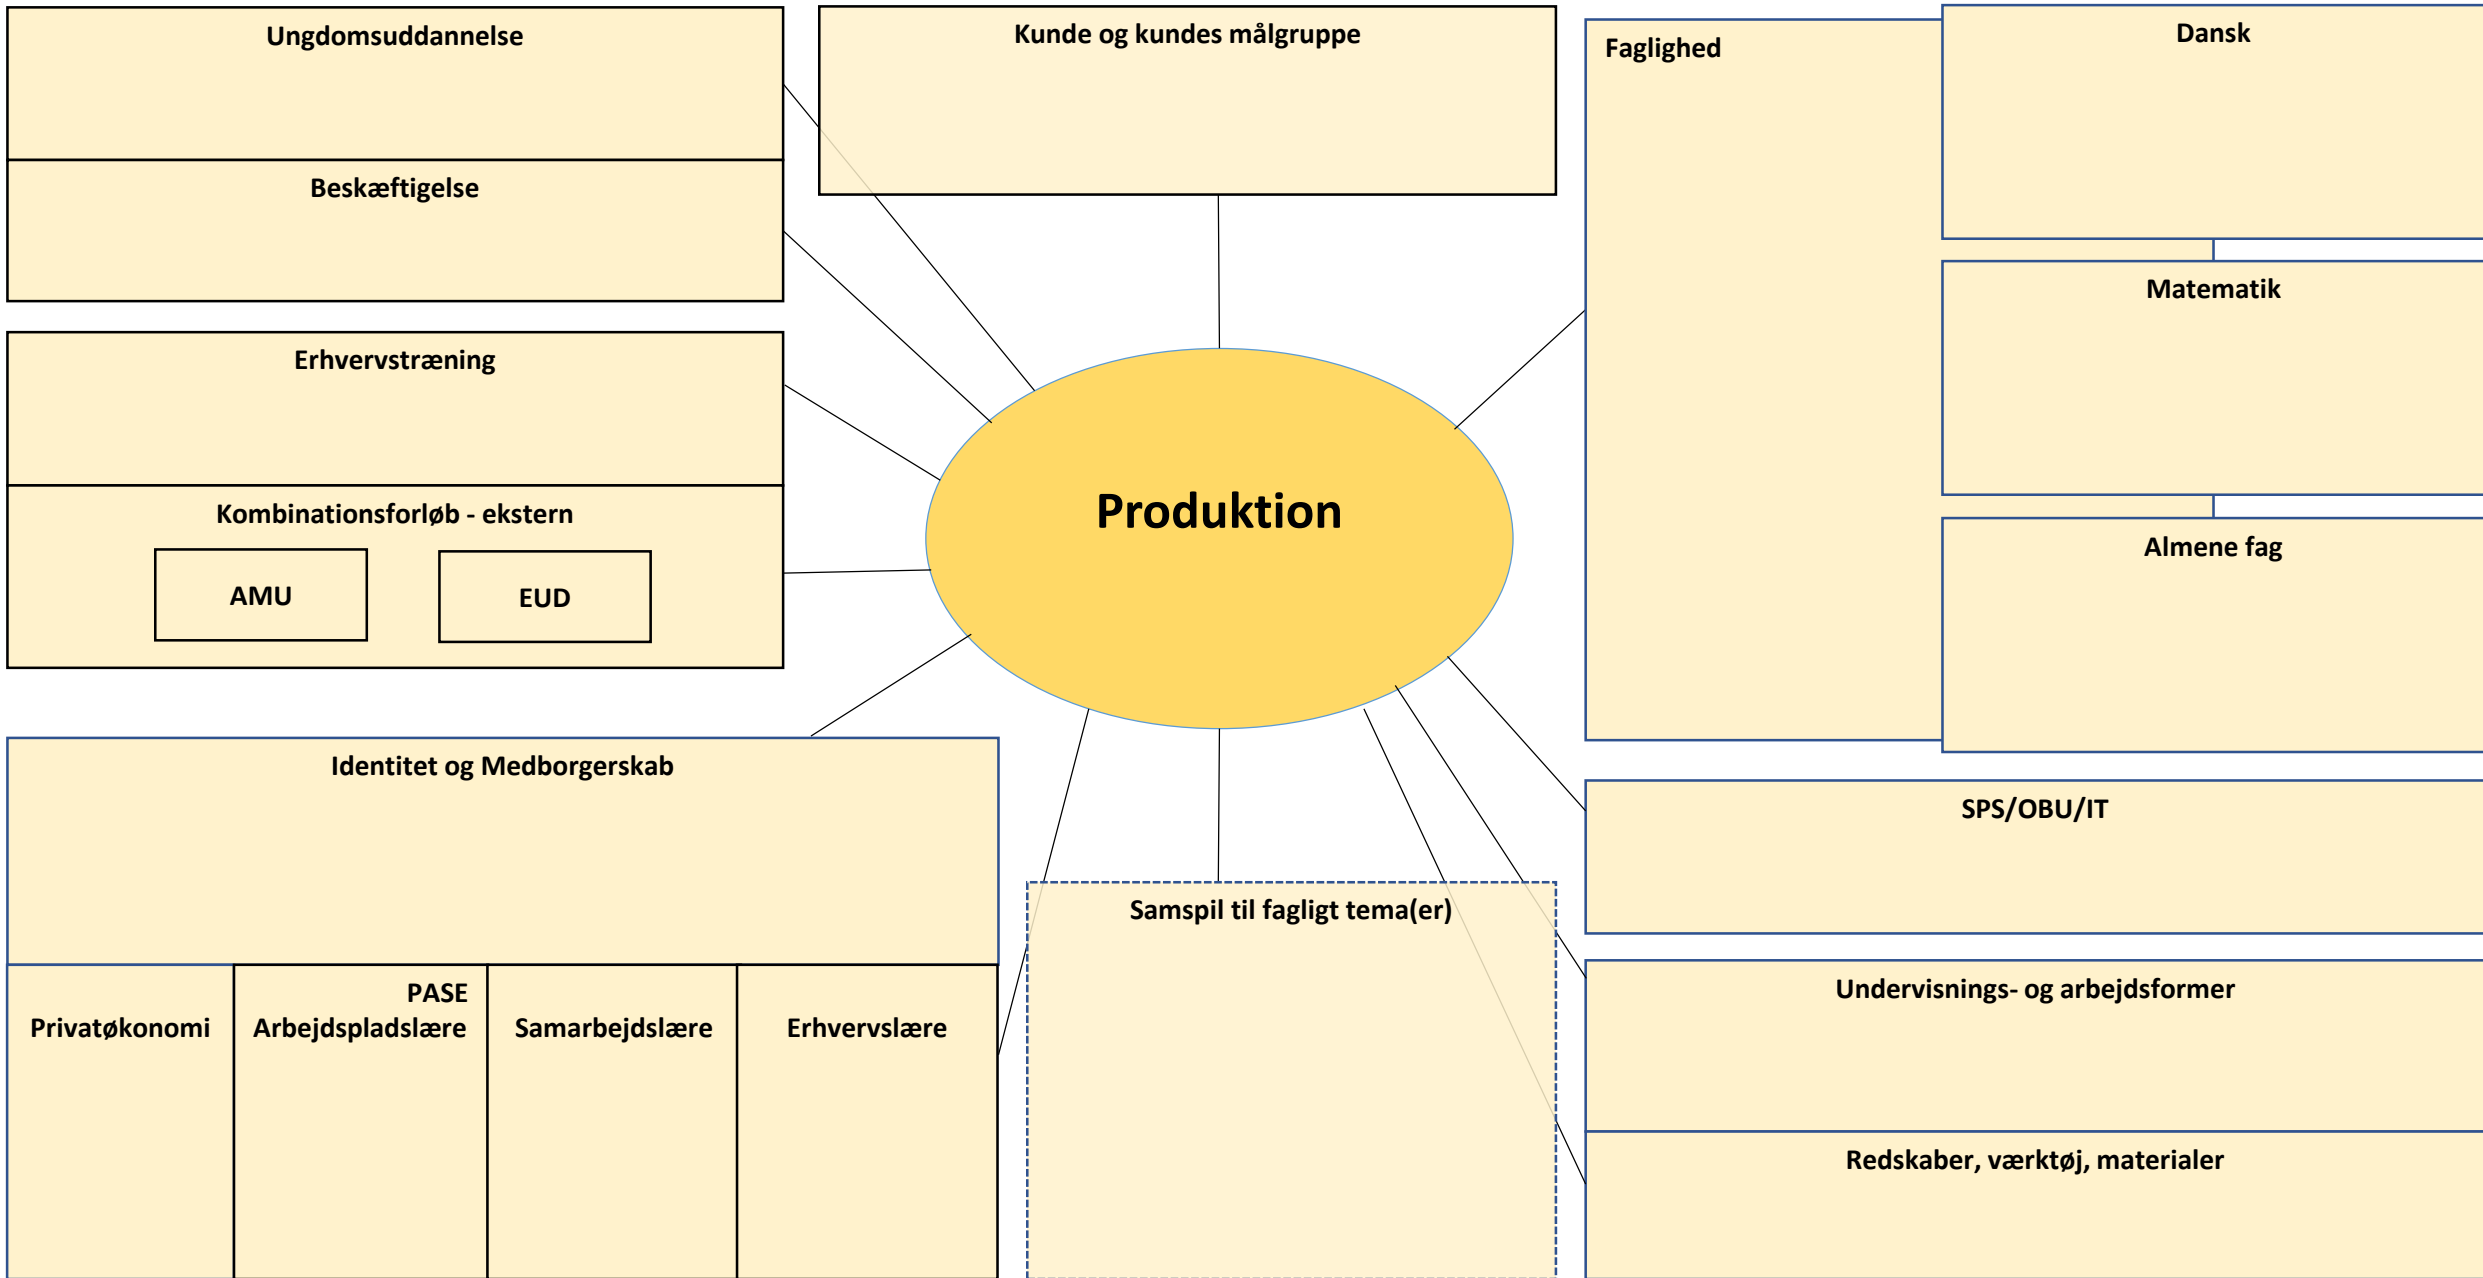 Ungdomsuddannelse
Beskæftigelse
Kunde og kundes målgruppe
Faglighed
Dansk
Matematik
Almene fag
Erhvervstræning
Kombinationsforløb - ekstern
AMU
EUD
Produktion
Identitet og Medborgerskab
PASE
Privatøkonomi
Arbejdspladslære
Samarbejdslære
Erhvervslære
Samspil til fagligt tema(er)
SPS/OBU/IT
Undervisnings- og arbejdsformer
Redskaber, værktøj, materialer